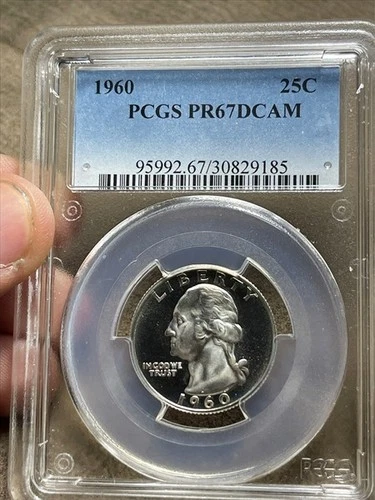 1960 25C
PCGS PR67DCAM
95992.67/30829185
LIBERTY
IN GOD WE
TRUST
1960
PCGS